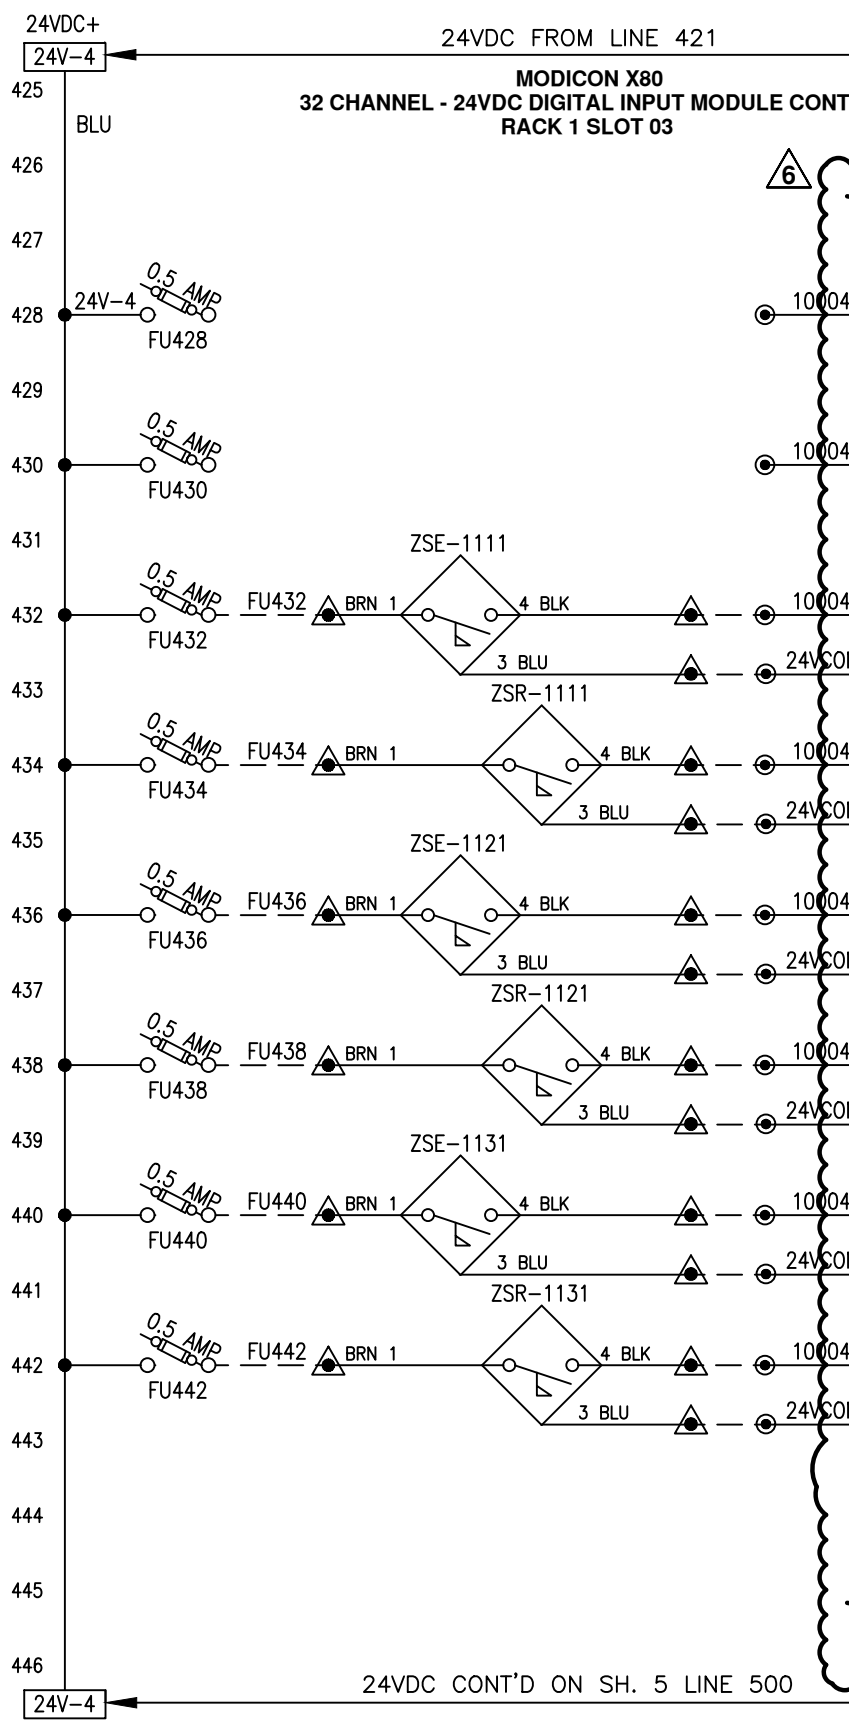 24VDC+
24V-4
24VDC FROM LINE 421
MODICON X80
32 CHANNEL - 24VDC DIGITAL INPUT MODULE CONT
RACK 1 SLOT 03
425
BLU
426
6
427
428
24V-4
0.5 AMP
FU428
10004
429
430
0.5 AMP
FU430
10004
431
ZSE-1111
432
0.5 AMP
FU432
FU432
BRN 1
4 BLK
10004
3 BLU
24VCO
433
ZSR-1111
434
0.5 AMP
FU434
FU434
BRN 1
4 BLK
10004
3 BLU
24VCO
435
ZSE-1121
436
0.5 AMP
FU436
FU436
BRN 1
4 BLK
10004
3 BLU
24VCO
437
ZSR-1121
438
0.5 AMP
FU438
FU438
BRN 1
4 BLK
10004
3 BLU
24VCO
439
ZSE-1131
440
0.5 AMP
FU440
FU440
BRN 1
4 BLK
10004
3 BLU
24VCO
441
ZSR-1131
442
0.5 AMP
FU442
FU442
BRN 1
4 BLK
10004
3 BLU
24VCO
443
444
445
446
24VDC CONT'D ON SH. 5 LINE 500
24V-4